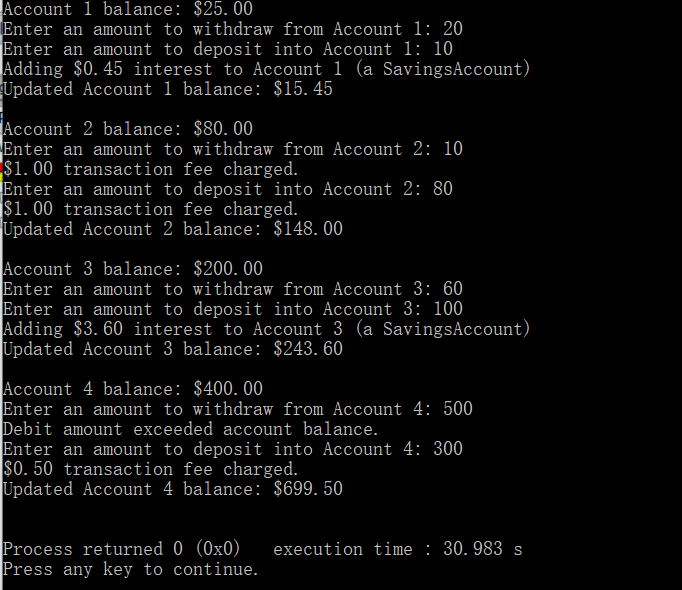 Account 1 balance: $25.00
Enter an amount to withdraw from Account 1: 20
Enter an amount to deposit into Account 1: 10
Adding $0.45 interest to Account 1 (a SavingsAccount)
Updated Account 1 balance: $15.45
Account 2 balance: $80.00
Enter an amount to withdraw from Account 2: 10
$1.00 transaction fee charged.
Enter an amount to deposit into Account 2: 80
$1.00 transaction fee charged.
Updated Account 2 balance: $148.00
Account 3 balance: $200.00
Enter an amount to withdraw from Account 3: 60
Enter an amount to deposit into Account 3: 100
Adding $3.60 interest to Account 3 (a SavingsAccount)
Updated Account 3 balance: $243.60
Account 4 balance: $400.00
Enter an amount to withdraw from Account 4: 500
Debit amount exceeded account balance.
Enter an amount to deposit into Account 4: 300
$0.50 transaction fee charged.
Updated Account 4 balance: $699.50
Process returned 0 (0x0)   execution time : 30.983 s
Press any key to continue.